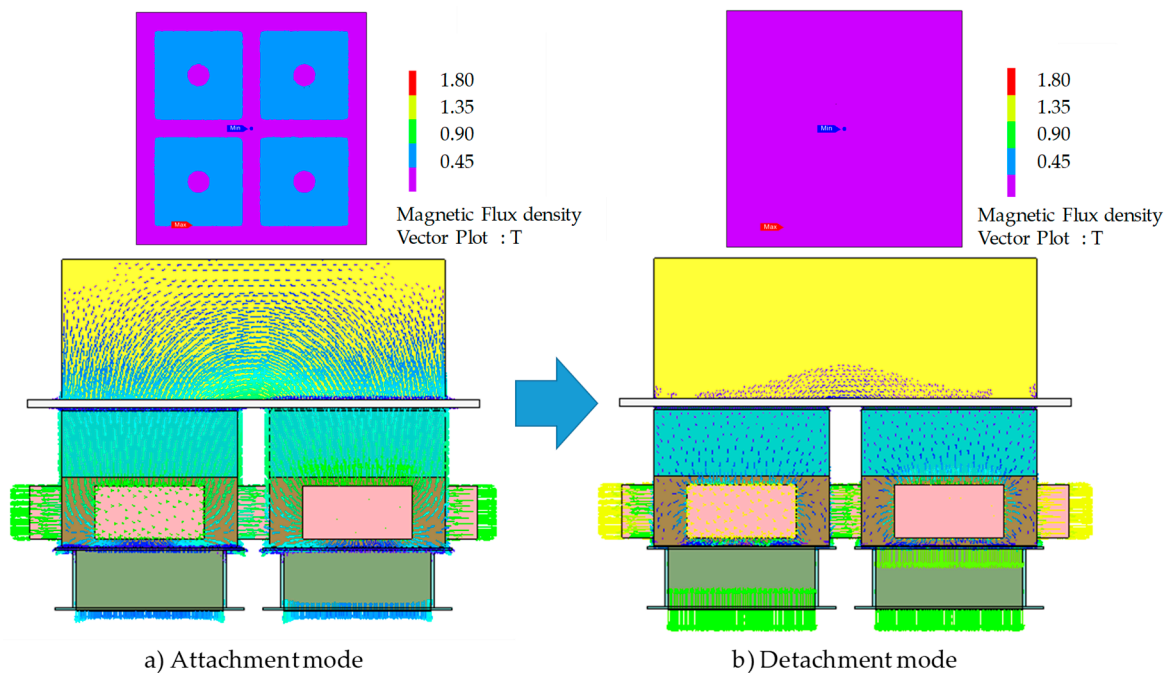 1.80
1.35
0.90
0.45
Min
Max
Magnetic Flux density
Vector Plot : T
1.80
1.35
0.90
0.45
Min
Max
Magnetic Flux density
Vector Plot : T
a) Attachment mode
b) Detachment mode